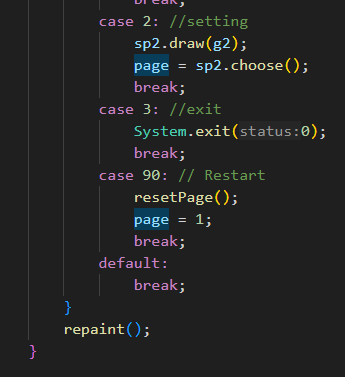 break;
case 2: //setting
sp2.draw(g2);
page = sp2.choose();
break;
case 3: //exit
System.exit(status:0);
break;
case 90: // Restart
resetPage();
page = 1;
break;
default:
break;
}
repaint();
}